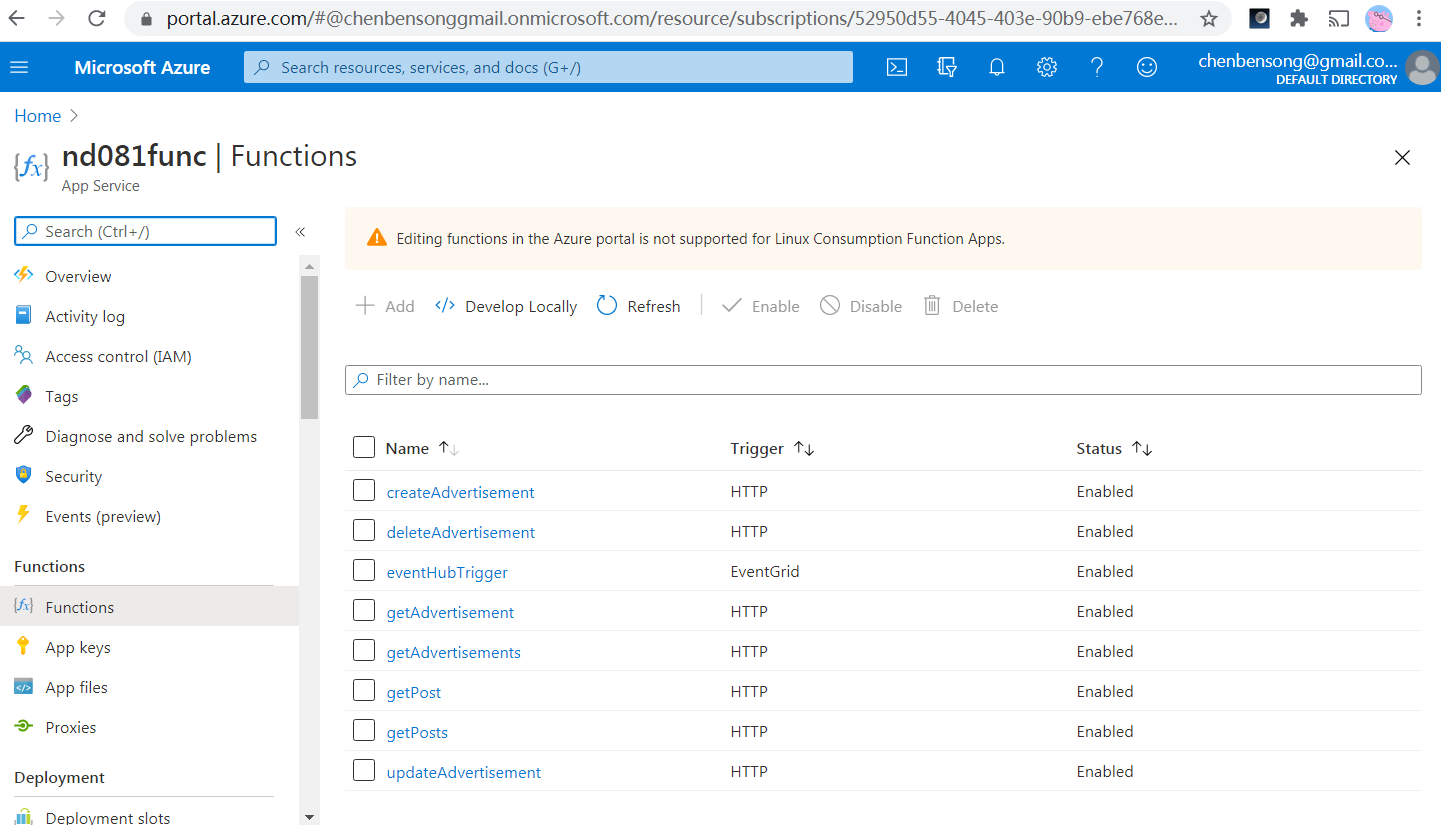 portal.azure.com/#@chenbensonggmail.onmicrosoft.com/resource/subscriptions/52950d55-4045-403e-90b9-ebe768e...
Microsoft Azure
Search resources, services, and docs (G+/)
chenbensong@gmail.co...
DEFAULT DIRECTORY
Home
nd081func | Functions
App Service
Search (Ctrl+/)
Editing functions in the Azure portal is not supported for Linux Consumption Function Apps.
Overview
Activity log
Access control (IAM)
Tags
Diagnose and solve problems
Security
Events (preview)
Functions
Functions
App keys
App files
Proxies
Deployment
Deployment slots
Add Develop Locally Refresh Enable Disable Delete
Filter by name...
Name Trigger Status
createAdvertisement HTTP Enabled
deleteAdvertisement HTTP Enabled
eventHubTrigger EventGrid Enabled
getAdvertisement HTTP Enabled
getAdvertisements HTTP Enabled
getPost HTTP Enabled
getPosts HTTP Enabled
updateAdvertisement HTTP Enabled